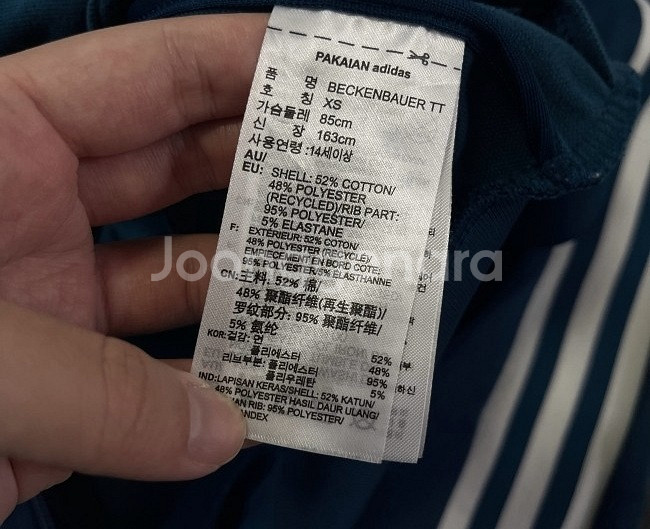 PAKAIAN adidas
품 명 BECKENBAUER TT
호 칭 XS
가슴둘레 85cm
신 장 163cm
사용연령 :14세이상
AU/
EU: SHELL: 52% COTTON/
48% POLYESTER
(RECYCLED)/RIB PART:
95% POLYESTER/
5% ELASTANE
F: EXTÉRIEUR: 52% COTON/
48% POLYESTER (RECYCLÉ)/
EMPIECEMENT EN BORD COTE:
95% POLYESTER/5% ELASTHANNE
CN:主料: 52% 棉/
48% 聚酯纤维(再生聚酯)/
罗纹部分: 95% 聚酯纤维/
5% 氨纶
KOR:겉감: 면 52%
폴리에스터 48%
리브부분: 폴리에스터 95%
폴리우레탄 5%
IND:LAPISAN KERAS/SHELL: 52% KATUN/
48% POLYESTER HASIL DAUR ULANG/
RIB: 95% POLYESTER/